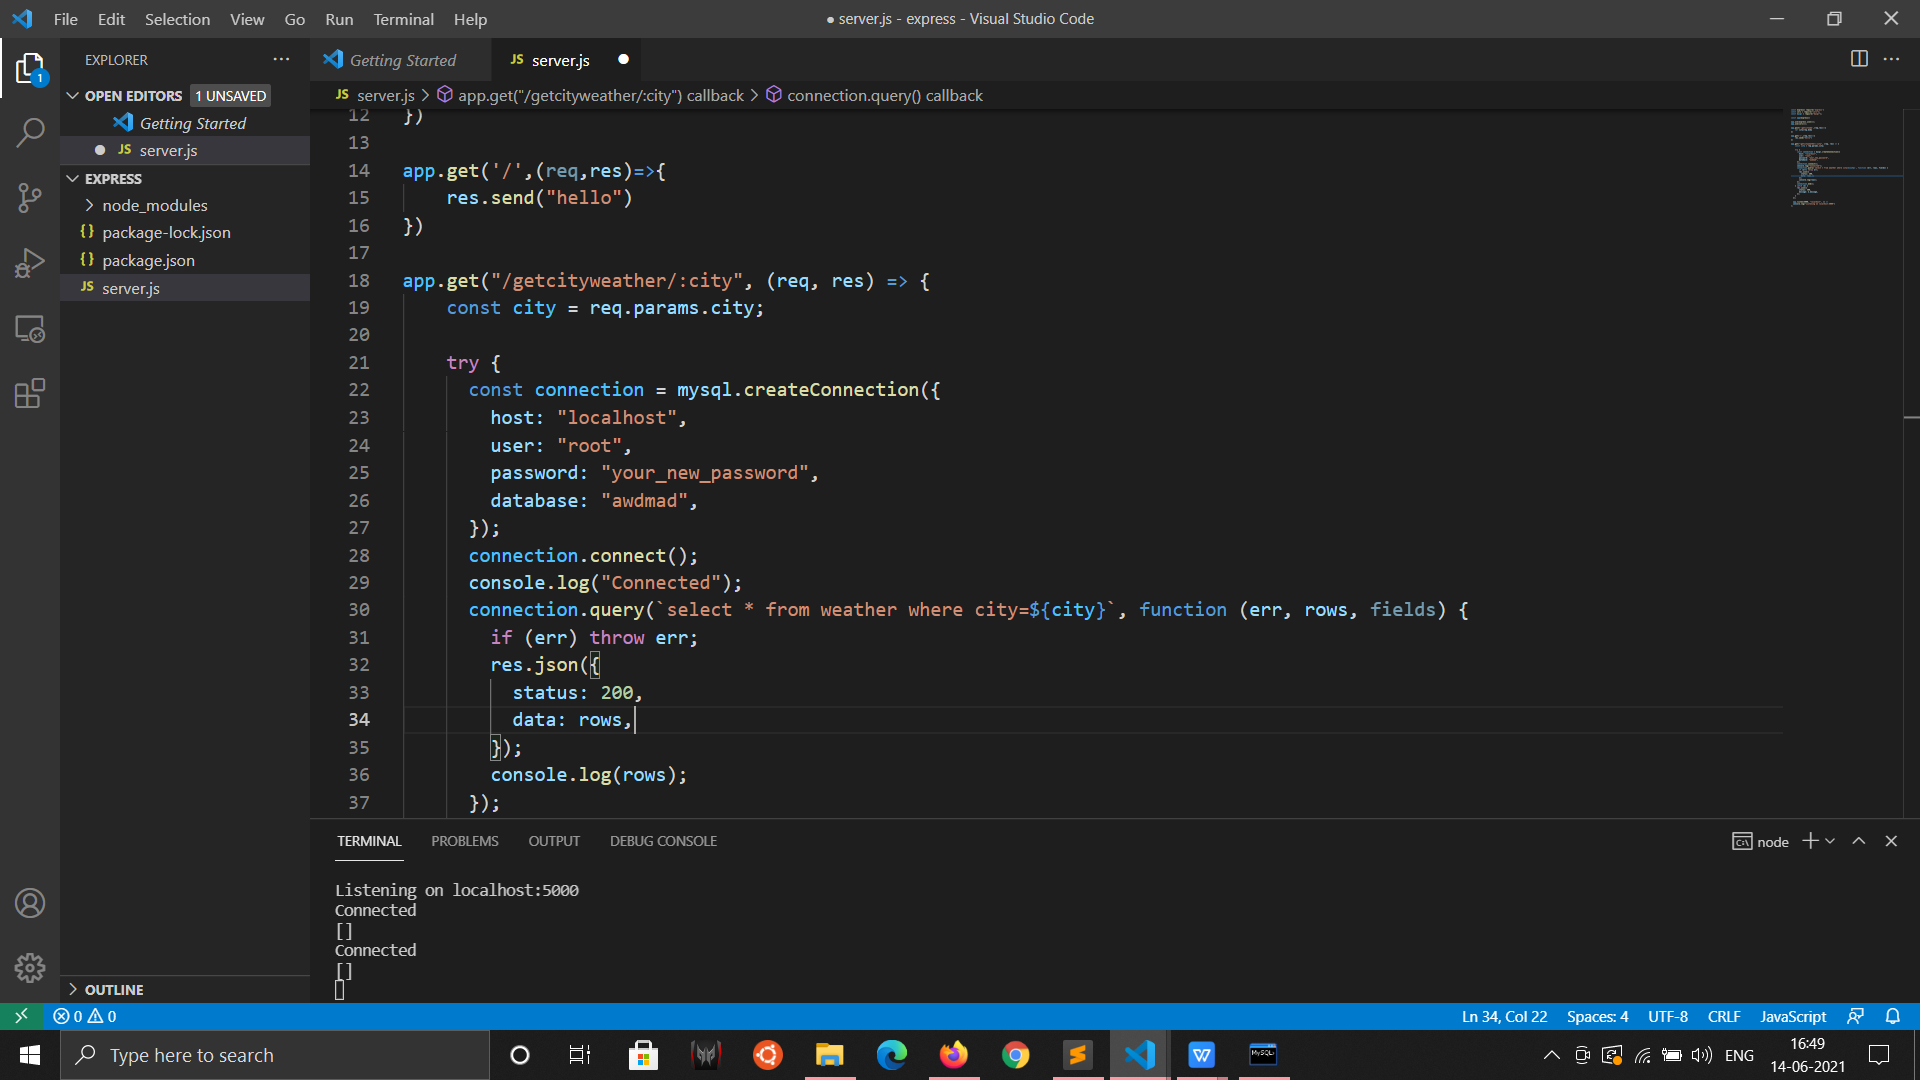 File Edit Selection View Go Run Terminal Help
● server.js - express - Visual Studio Code
EXPLORER
OPEN EDITORS 1 UNSAVED
Getting Started
JS server.js
EXPRESS
node_modules
{} package-lock.json
{} package.json
JS server.js
OUTLINE
1
Getting Started
JS server.js
JS server.js > app.get("/getcityweather/:city") callback > connection.query() callback
12 })
13
14 app.get('/',(req,res)=>{
15     res.send("hello")
16 })
17
18 app.get("/getcityweather/:city", (req, res) => {
19     const city = req.params.city;
20
21     try {
22       const connection = mysql.createConnection({
23         host: "localhost",
24         user: "root",
25         password: "your_new_password",
26         database: "awdmad",
27       });
28       connection.connect();
29       console.log("Connected");
30       connection.query(`select * from weather where city=${city}`, function (err, rows, fields) {
31         if (err) throw err;
32         res.json({
33           status: 200,
34           data: rows,
35         });
36         console.log(rows);
37       });
TERMINAL PROBLEMS OUTPUT DEBUG CONSOLE
node
Listening on localhost:5000
Connected
[]
Connected
[]
0 0
Ln 34, Col 22 Spaces: 4 UTF-8 CRLF JavaScript
Type here to search
MySQL
ENG
16:49
14-06-2021